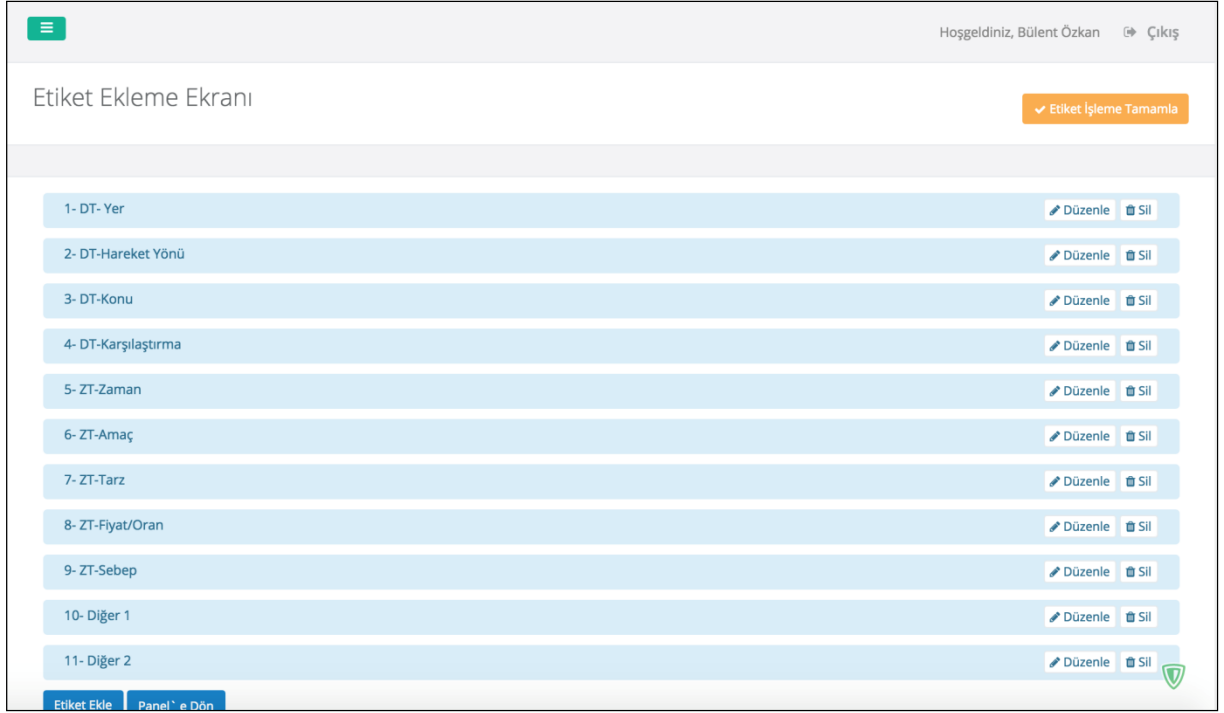 Hoşgeldiniz, Bülent Özkan Çıkış
Etiket Ekleme Ekranı
Etiket İşleme Tamamla
1- DT- Yer Düzenle Sil
2- DT-Hareket Yönü Düzenle Sil
3- DT-Konu Düzenle Sil
4- DT-Karşılaştırma Düzenle Sil
5- ZT-Zaman Düzenle Sil
6- ZT-Amaç Düzenle Sil
7- ZT-Tarz Düzenle Sil
8- ZT-Fiyat/Oran Düzenle Sil
9- ZT-Sebep Düzenle Sil
10- Diğer 1 Düzenle Sil
11- Diğer 2 Düzenle Sil
Etiket Ekle Panel` e Dön